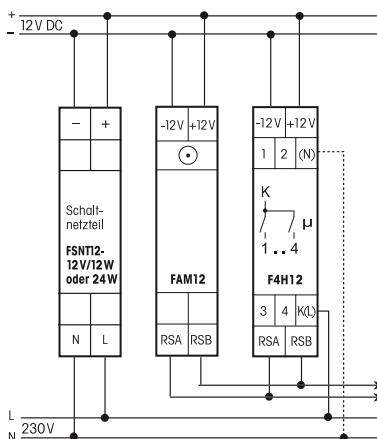 +
12V DC
−
− +
-12V +12V
-12V +12V
1 2 (N)
Schalt-
netzteil
FSNT12-
12V/12W
oder 24W
K
µ
1 . . 4
FAM12
F4H12
3 4 K(L)
N L
RSA RSB
RSA RSB
L
230V
N